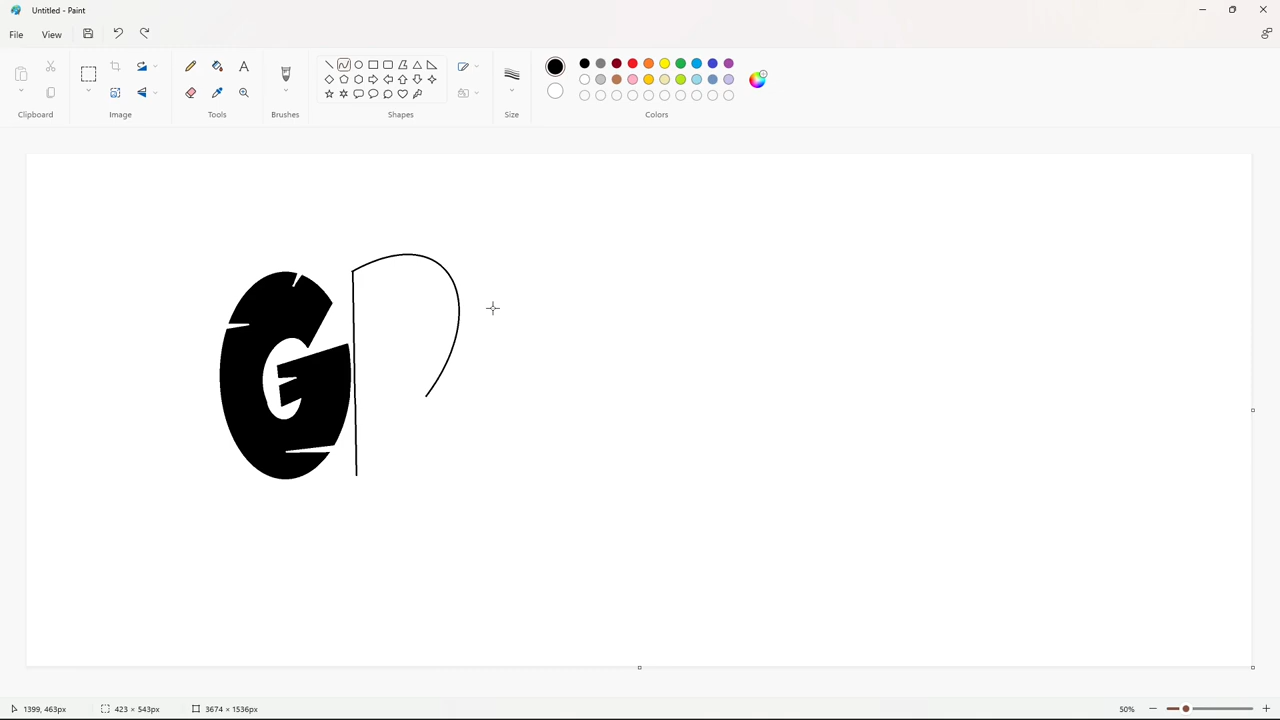 Untitled - Paint
File View
Clipboard Image Tools Brushes Shapes Size Colors
G
1399, 463px 423 × 543px 3674 × 1536px 50%